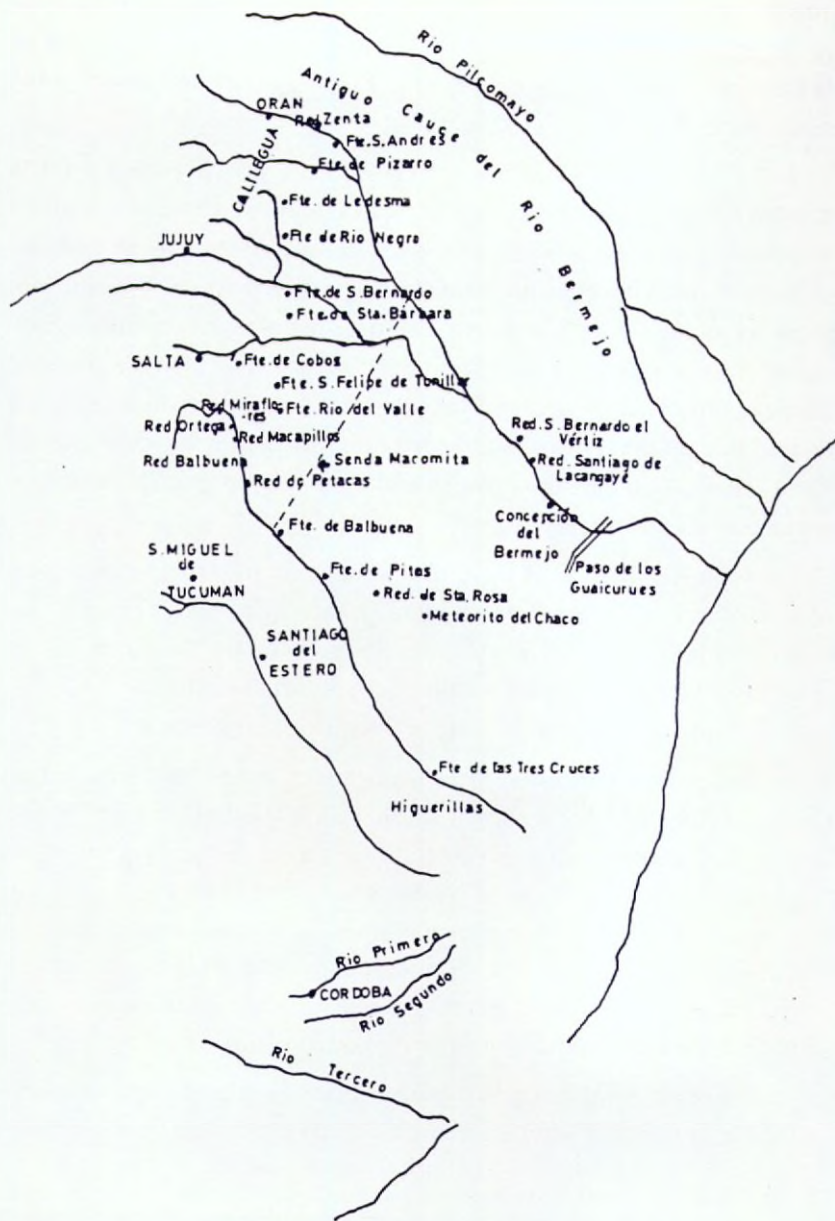 Rio Pilcomayo
Antiguo Cauce del Rio Bermejo
ORAN
Red Zenta
Fte. S. Andres
CALILEGUA
Fte. de Pizarro
Fte. de Ledesma
Fte de Rio Negro
JUJUY
Fte. de S. Bernardo
Fte. de Sta. Bárbara
SALTA
Fte. de Cobos
Fte. S. Felipe de Tunillar
Red Miraflo-
res
Fte. Rio del Valle
Red Ortega
Red Macapillos
Red Balbuena
Senda Macomita
Red de Petacas
Red. S. Bernardo el
Vértiz
Red. Santiago de
Lacangayé
Concepción
del
Bermejo
Paso de los
Guaicurues
Fte. de Balbuena
S. MIGUEL
de
TUCUMAN
Fte. de Pitos
Red. de Sta. Rosa
Meteorito del Chaco
SANTIAGO
del
ESTERO
Fte de las Tres Cruces
Higuerillas
Rio Primero
CORDOBA
Rio Segundo
Rio Tercero